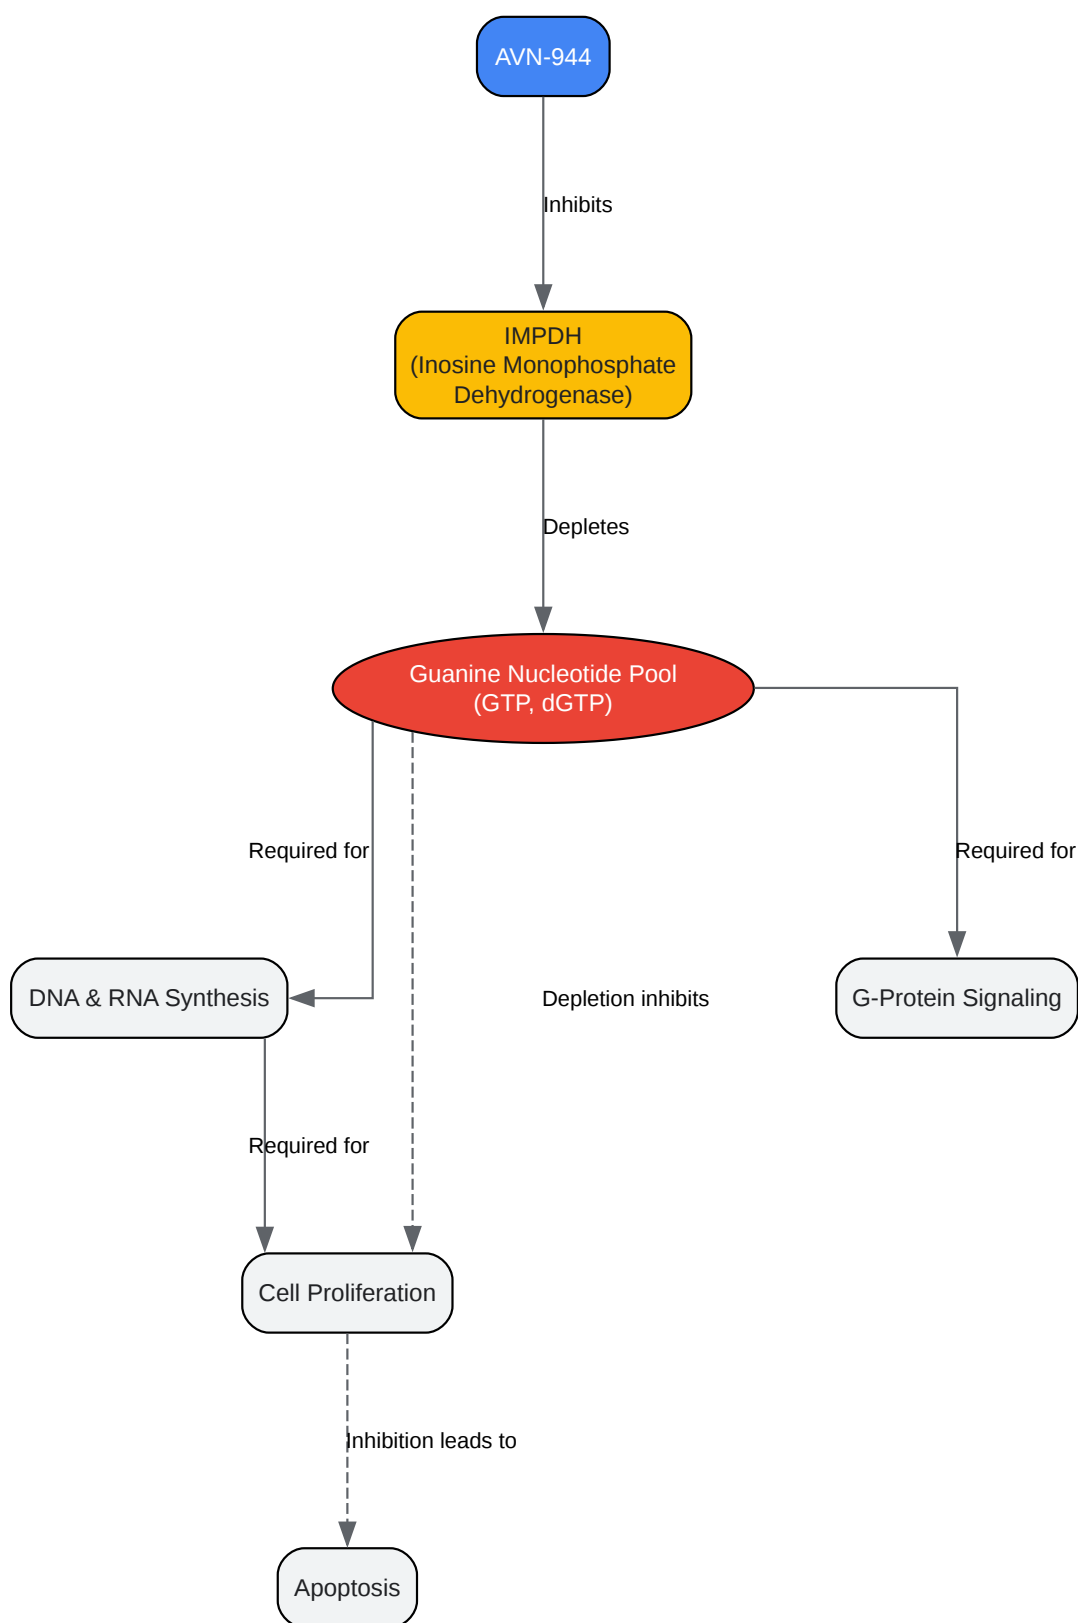 AVN-944
Inhibits
IMPDH
(Inosine Monophosphate
Dehydrogenase)
Depletes
Guanine Nucleotide Pool
(GTP, dGTP)
Required for
Required for
DNA & RNA Synthesis
Depletion inhibits
G-Protein Signaling
Required for
Cell Proliferation
Inhibition leads to
Apoptosis